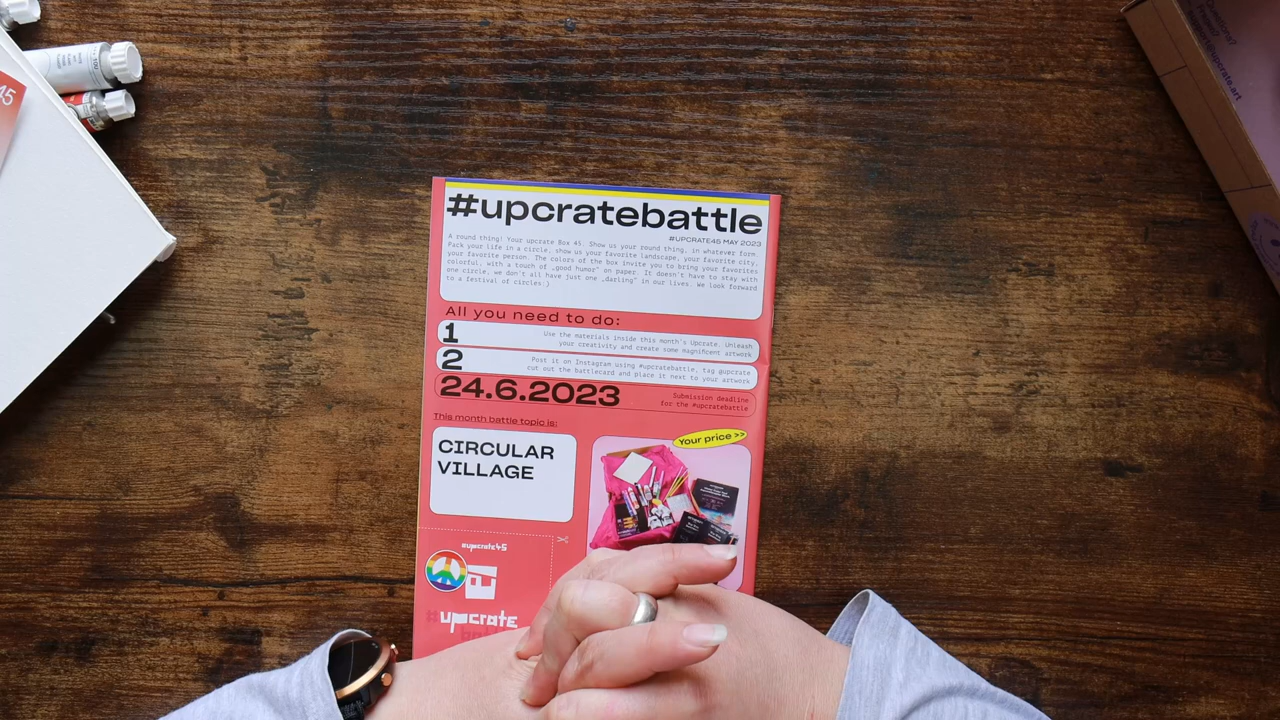 #upcratebattle
#UPCRATE45 MAY 2023
A round thing! Your upcrate Box 45. Show us your round thing, in whatever form.
Pack your life in a circle, show us your favorite landscape, your favorite city,
your favorite person. The colors of the box invite you to bring your favorites
colorful, with a touch of „good humor" on paper. It doesn't have to stay with
one circle, we don't all have just one „darling" in our lives. We look forward
to a festival of circles:)
All you need to do:
1
Use the materials inside this month's Upcrate. Unleash
your creativity and create some magnificent artwork
2
Post it on Instagram using #upcratebattle, tag @upcrate
cut out the battlecard and place it next to your artwork
24.6.2023
Submission deadline
for the #upcratebattle
This month battle topic is:
CIRCULAR
VILLAGE
Your price >>
#upcrate45
#upcrate
45
Questions?